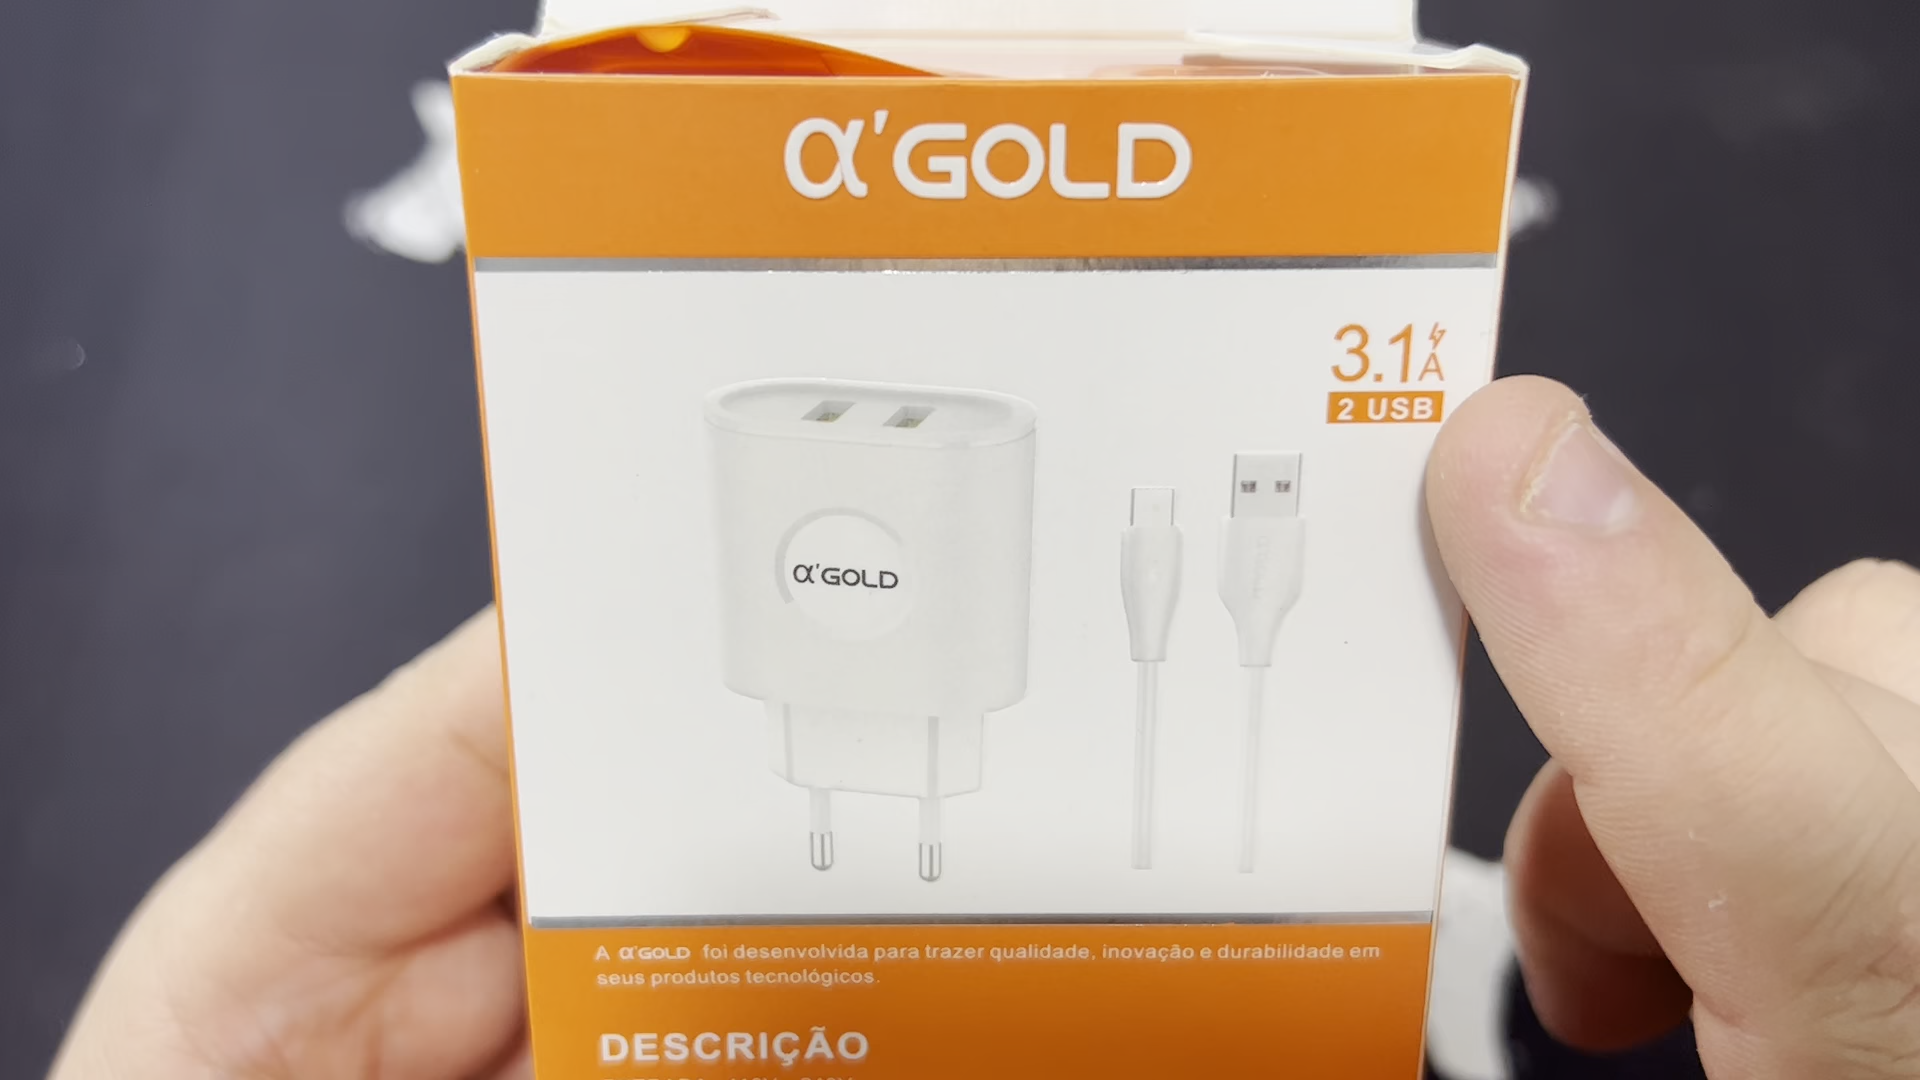 α'GOLD
3.1A
2 USB
α'GOLD
A α'GOLD foi desenvolvida para trazer qualidade, inovação e durabilidade em
seus produtos tecnológicos.
DESCRIÇÃO